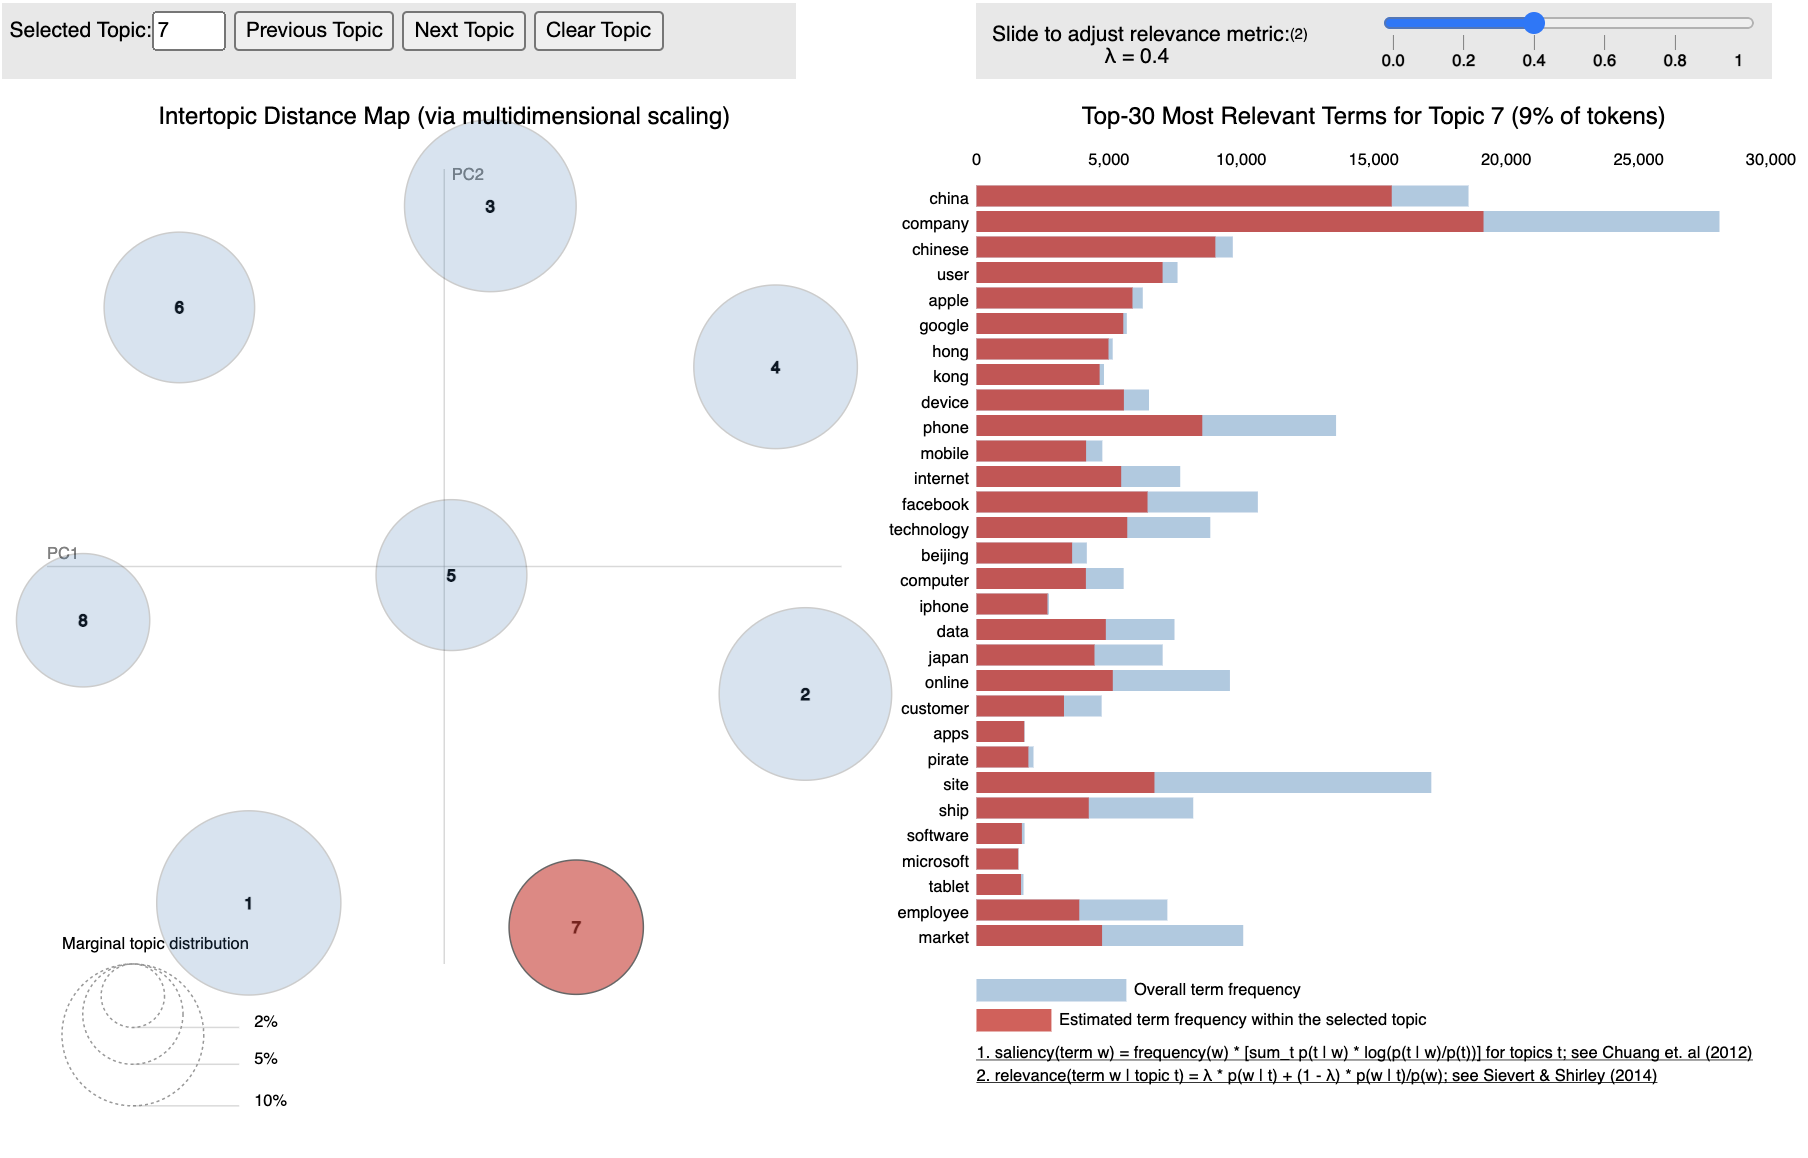 Selected Topic: 7 Previous Topic Next Topic Clear Topic
Slide to adjust relevance metric:(2)
λ = 0.4
0.0 0.2 0.4 0.6 0.8 1
Intertopic Distance Map (via multidimensional scaling)
PC2
3
6
4
PC1
5
8
2
1
7
Marginal topic distribution
2%
5%
10%
Top-30 Most Relevant Terms for Topic 7 (9% of tokens)
0 5,000 10,000 15,000 20,000 25,000 30,000
china
company
chinese
user
apple
google
hong
kong
device
phone
mobile
internet
facebook
technology
beijing
computer
iphone
data
japan
online
customer
apps
pirate
site
ship
software
microsoft
tablet
employee
market
Overall term frequency
Estimated term frequency within the selected topic
1. saliency(term w) = frequency(w) * [sum_t p(t | w) * log(p(t | w)/p(t))] for topics t; see Chuang et. al (2012)
2. relevance(term w | topic t) = λ * p(w | t) + (1 - λ) * p(w | t)/p(w); see Sievert & Shirley (2014)